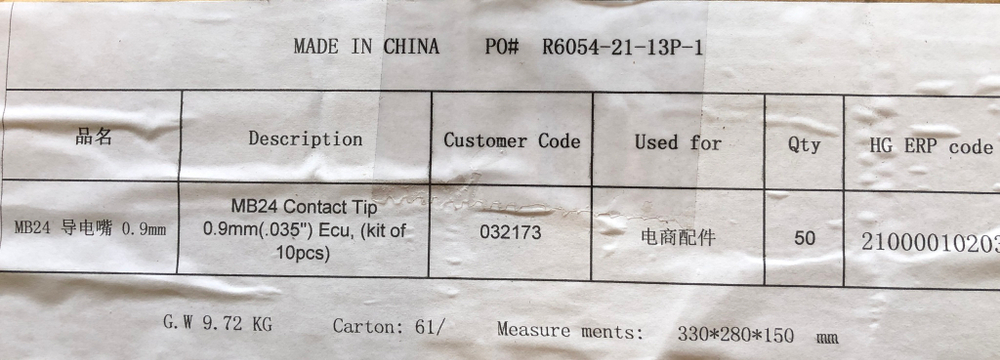 MADE IN CHINA PO# R6054-21-13P-1
品名 Description Customer Code Used for Qty HG ERP code
MB24 导电嘴 0.9mm
MB24 Contact Tip
0.9mm(.035") Ecu, (kit of
10pcs)
032173
电商配件
50
21000010203
G.W 9.72 KG Carton: 61/ Measure ments: 330*280*150 mm